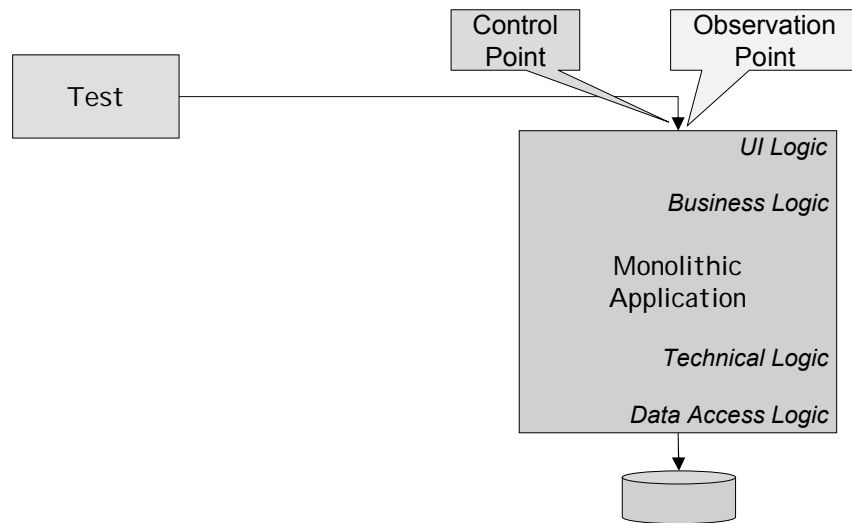 Control
Point
Observation
Point
Test
UI Logic
Business Logic
Monolithic
Application
Technical Logic
Data Access Logic